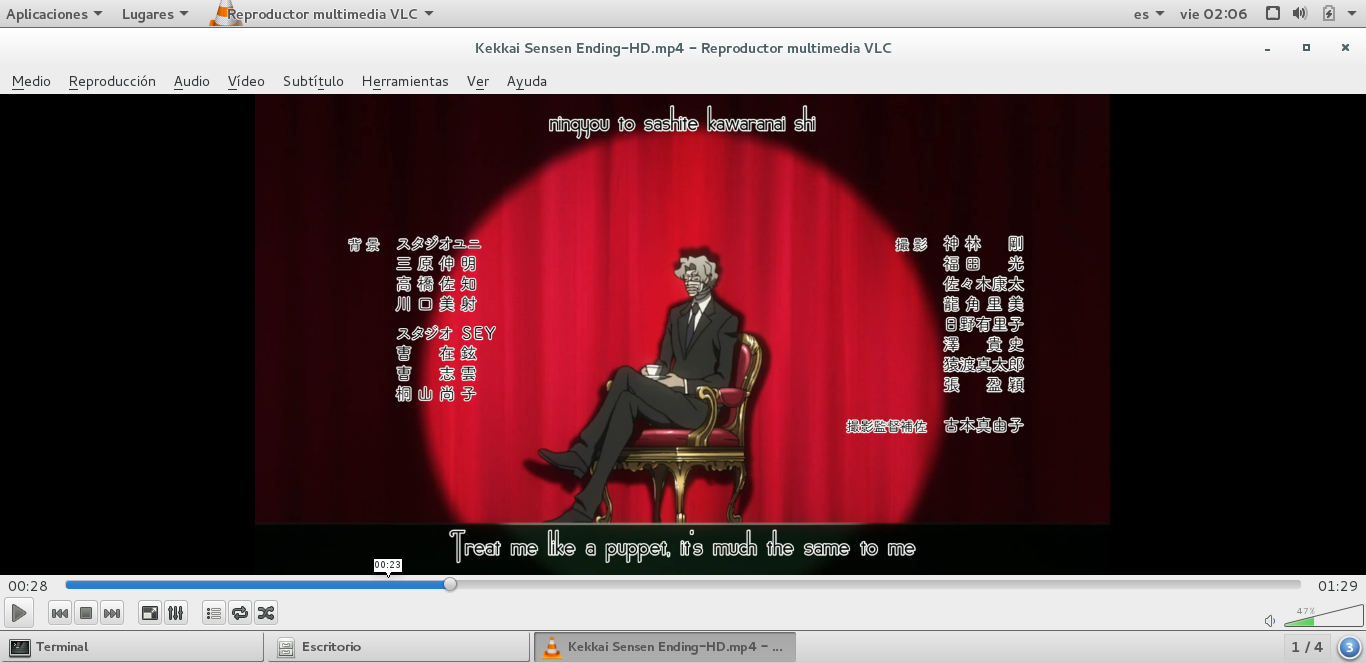 Aplicaciones
Lugares
Reproductor multimedia VLC
es
vie 02:06
Kekkai Sensen Ending-HD.mp4 - Reproductor multimedia VLC
Medio
Reproducción
Audio
Vídeo
Subtítulo
Herramientas
Ver
Ayuda
ningyou to sashite kawaranai shi
背景 スタジオユニ
三原伸明
高橋佐知
川口美射
スタジオ SEY
曺 在鉉
曺 志雲
桐山尚子
撮影 神林 剛
福田 光
佐々木康太
龍角里美
日野有里子
澤 貴史
猿渡真太郎
張 盈穎
撮影監督補佐 古本真由子
Treat me like a puppet, it's much the same to me
00:23
00:28
01:29
47%
Terminal
Escritorio
Kekkai Sensen Ending-HD.mp4 - ...
1 / 4
3